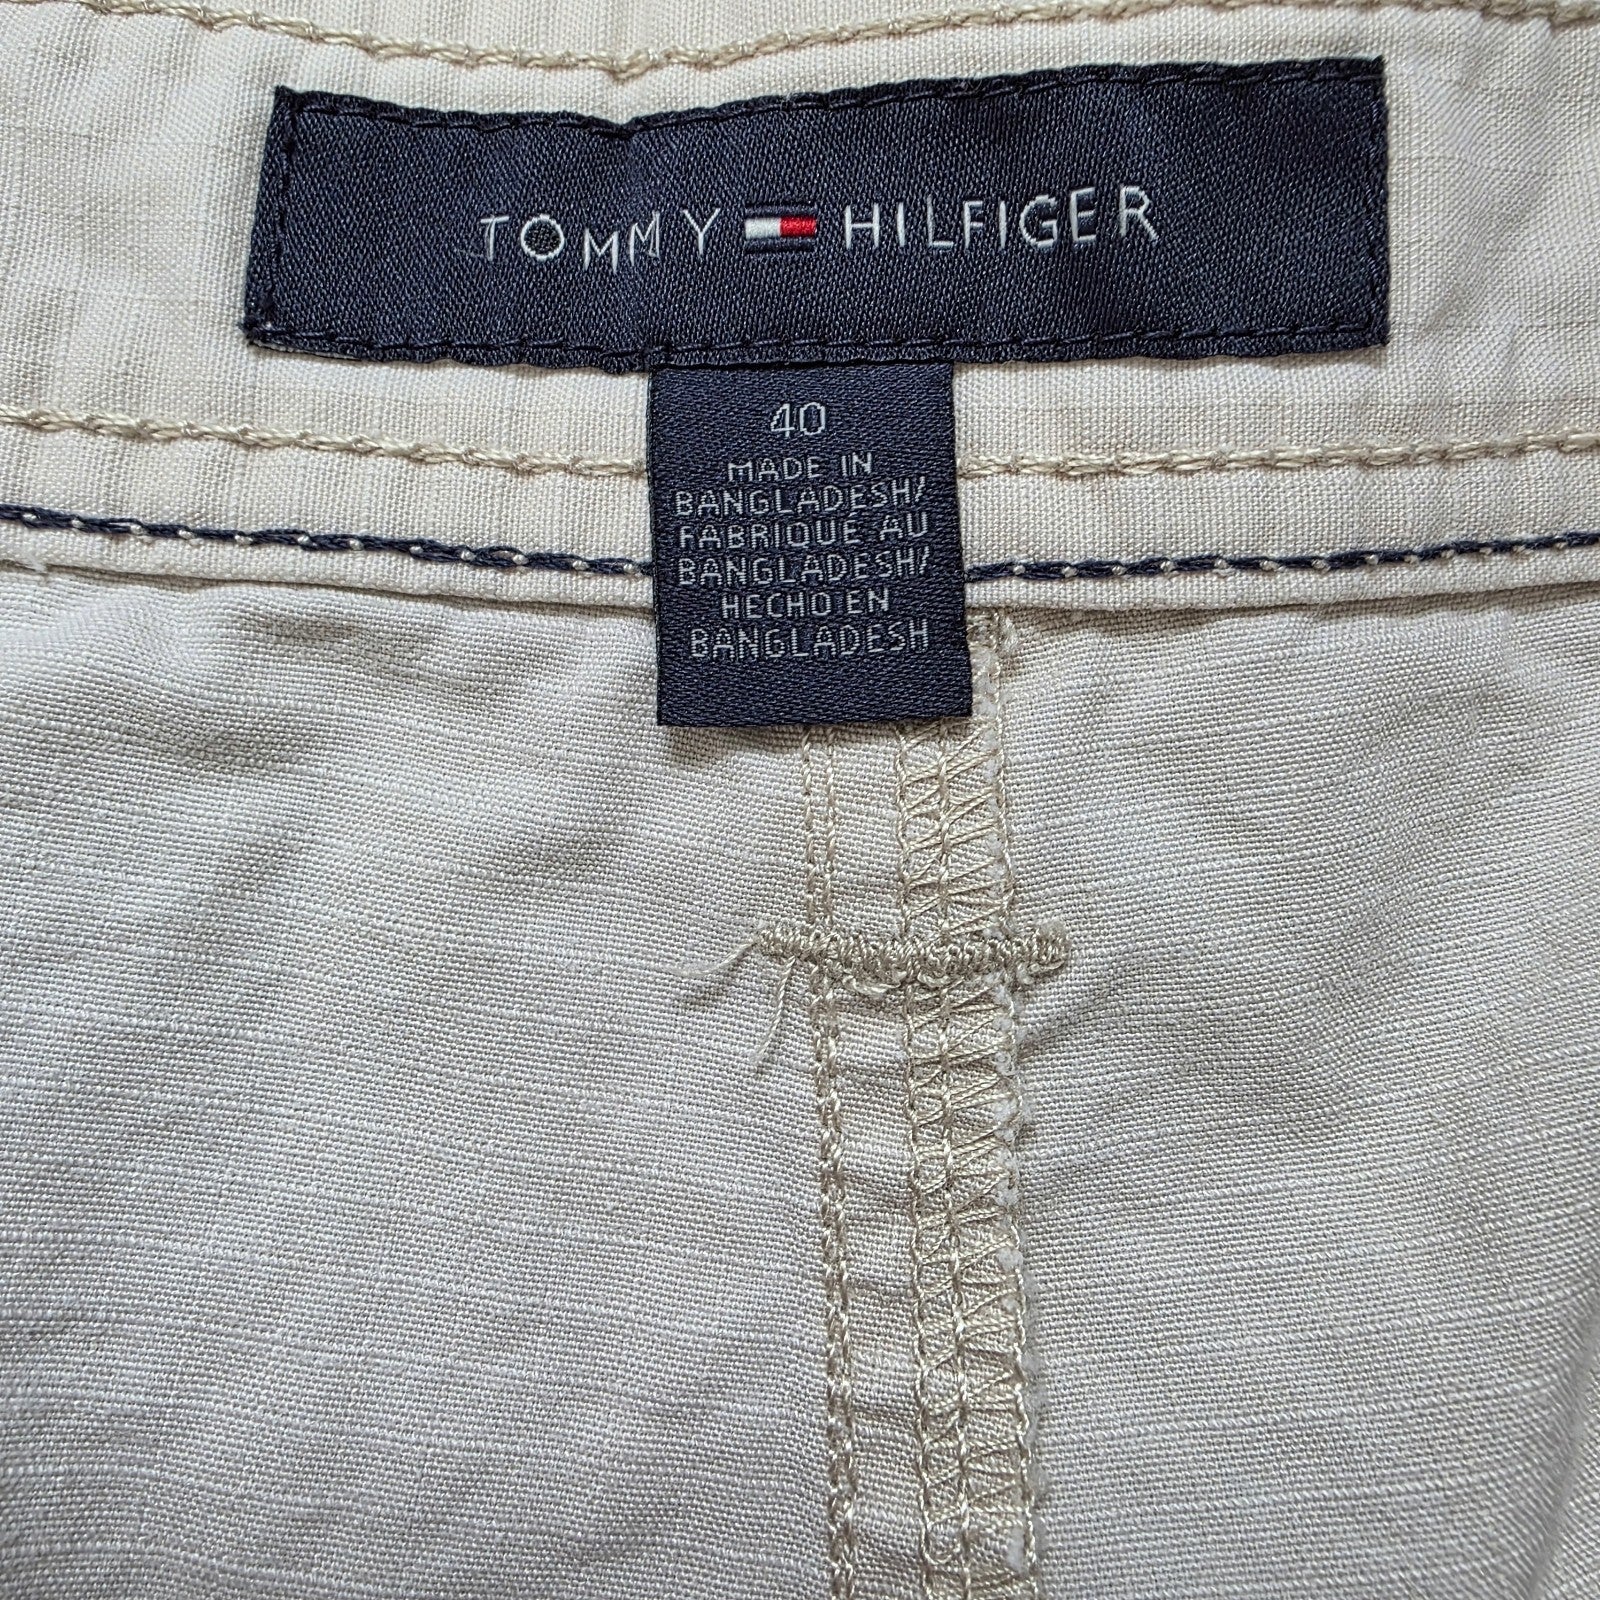 TOMMY HILFIGER
40
MADE IN
BANGLADESH/
FABRIQUE AU
BANGLADESH/
HECHO EN
BANGLADESH